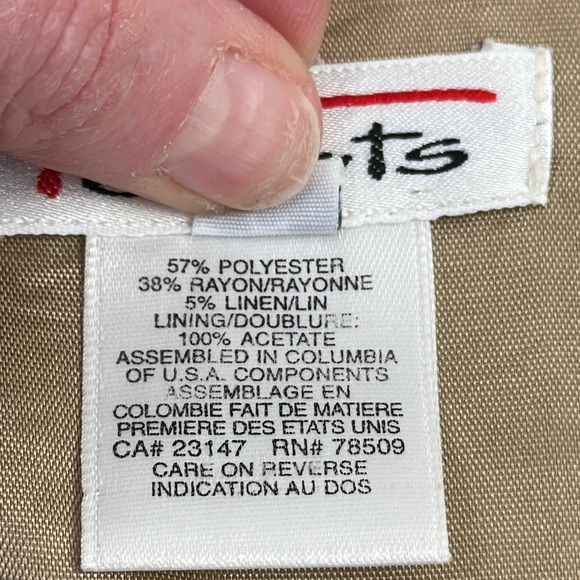 57% POLYESTER
38% RAYON/RAYONNE
5% LINEN/LIN
LINING/DOUBLURE:
100% ACETATE
ASSEMBLED IN COLUMBIA
OF U.S.A. COMPONENTS
ASSEMBLAGE EN
COLOMBIE FAIT DE MATIERE
PREMIERE DES ETATS UNIS
CA# 23147 RN# 78509
CARE ON REVERSE
INDICATION AU DOS